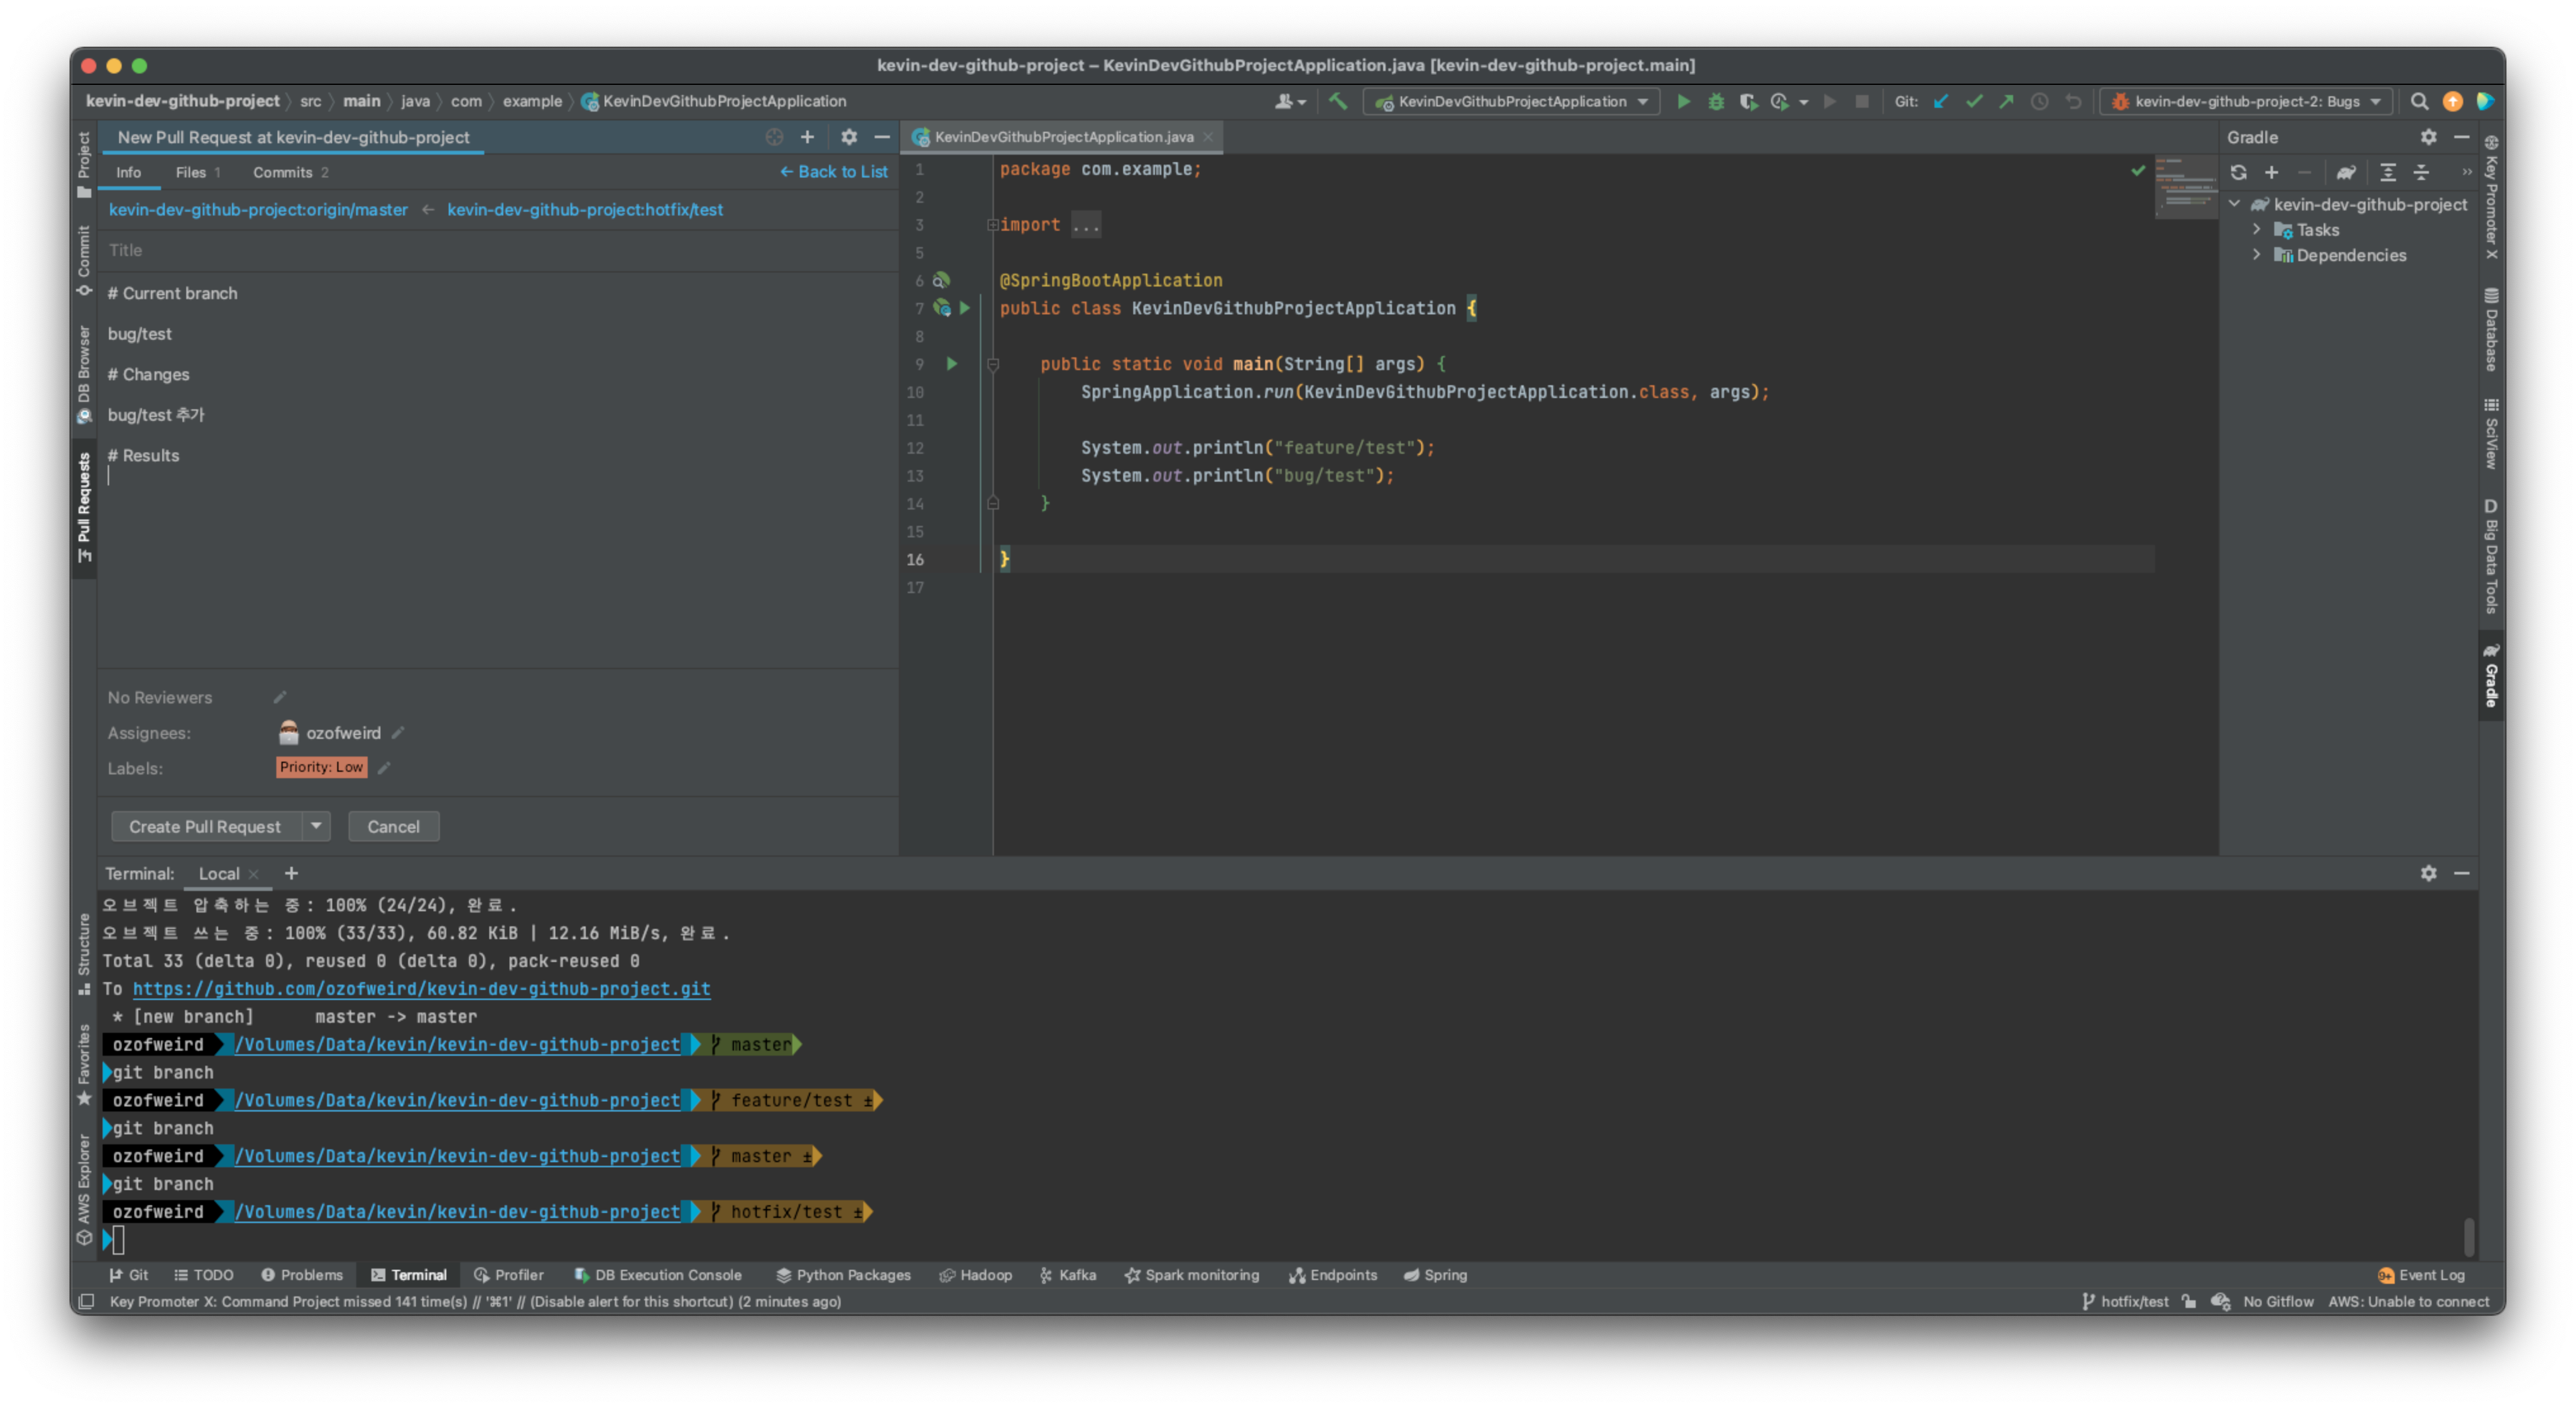 kevin-dev-github-project – KevinDevGithubProjectApplication.java [kevin-dev-github-project.main]
kevin-dev-github-project 〉 src 〉 main 〉 java 〉 com 〉 example 〉 KevinDevGithubProjectApplication
KevinDevGithubProjectApplication
Git:
kevin-dev-github-project-2: Bugs
Project
Commit
DB Browser
Pull Requests
Structure
Favorites
AWS Explorer
New Pull Request at kevin-dev-github-project
Info Files 1 Commits 2
← Back to List
kevin-dev-github-project:origin/master ← kevin-dev-github-project:hotfix/test
Title
# Current branch
bug/test
# Changes
bug/test 추가
# Results
No Reviewers
Assignees: ozofweird
Labels: Priority: Low
Create Pull Request Cancel
KevinDevGithubProjectApplication.java
1 package com.example;
2
3 import ...
5
6 @SpringBootApplication
7 public class KevinDevGithubProjectApplication {
8
9 public static void main(String[] args) {
10 SpringApplication.run(KevinDevGithubProjectApplication.class, args);
11
12 System.out.println("feature/test");
13 System.out.println("bug/test");
14 }
15
16 }
17
Gradle
kevin-dev-github-project
Tasks
Dependencies
Key Promoter X
Database
SciView
D Big Data Tools
Gradle
Terminal: Local
오브젝트 압축하는 중: 100% (24/24), 완료.
오브젝트 쓰는 중: 100% (33/33), 60.82 KiB | 12.16 MiB/s, 완료.
Total 33 (delta 0), reused 0 (delta 0), pack-reused 0
To https://github.com/ozofweird/kevin-dev-github-project.git
* [new branch] master -> master
ozofweird /Volumes/Data/kevin/kevin-dev-github-project master
git branch
ozofweird /Volumes/Data/kevin/kevin-dev-github-project feature/test ±
git branch
ozofweird /Volumes/Data/kevin/kevin-dev-github-project master ±
git branch
ozofweird /Volumes/Data/kevin/kevin-dev-github-project hotfix/test ±
Git TODO Problems Terminal Profiler DB Execution Console Python Packages Hadoop Kafka Spark monitoring Endpoints Spring
9+ Event Log
Key Promoter X: Command Project missed 141 time(s) // '⌘1' // (Disable alert for this shortcut) (2 minutes ago)
hotfix/test No Gitflow AWS: Unable to connect